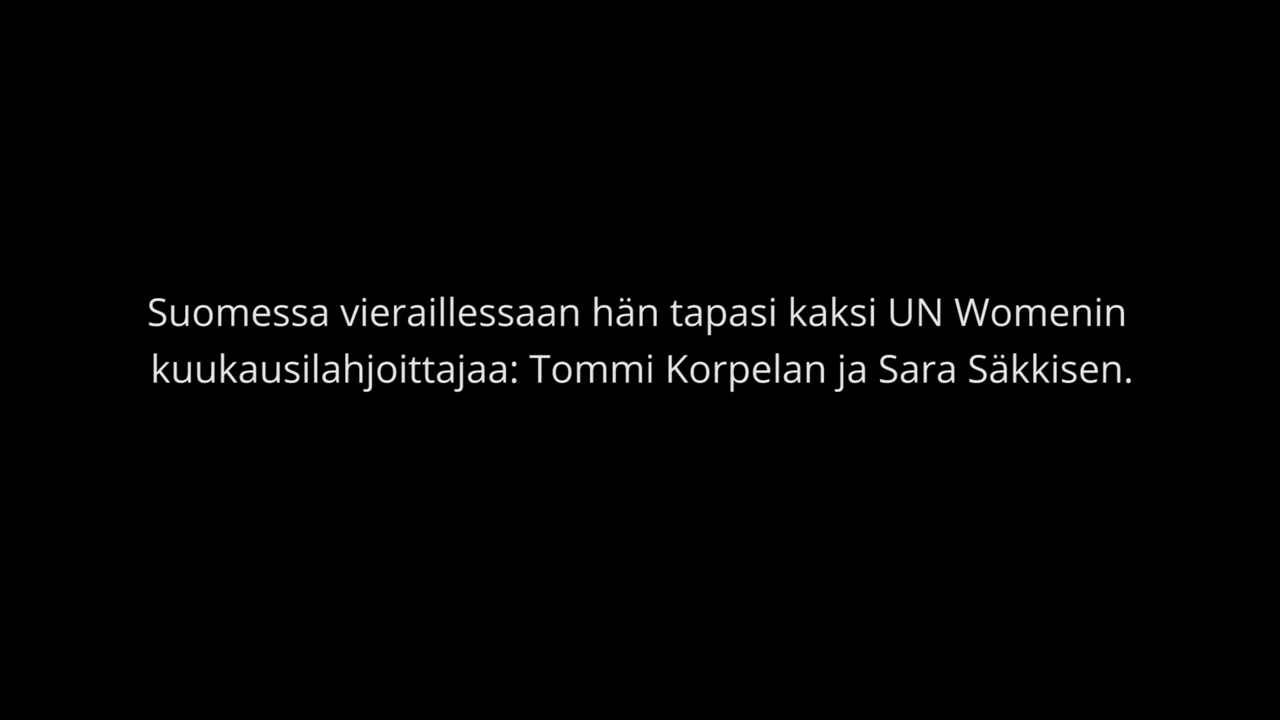 Suomessa vieraillessaan hän tapasi kaksi UN Womenin
kuukausilahjoittajaa: Tommi Korpelan ja Sara Säkkisen.